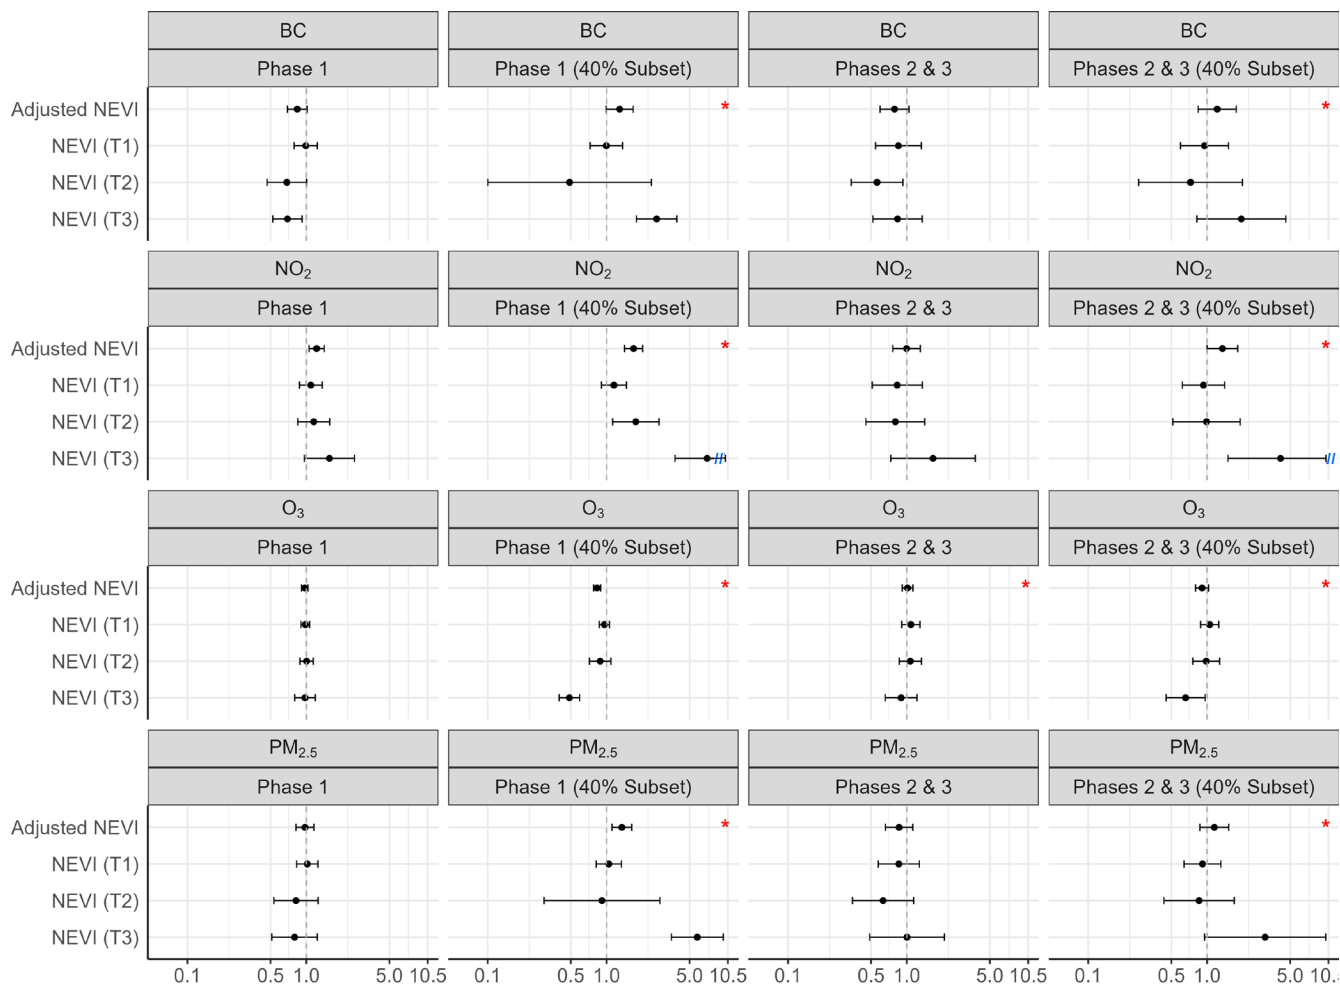 BC BC BC BC
Phase 1 Phase 1 (40% Subset) Phases 2 & 3 Phases 2 & 3 (40% Subset)
Adjusted NEVI * *
NEVI (T1)
NEVI (T2)
NEVI (T3)
NO₂ NO₂ NO₂ NO₂
Phase 1 Phase 1 (40% Subset) Phases 2 & 3 Phases 2 & 3 (40% Subset)
Adjusted NEVI * *
NEVI (T1)
NEVI (T2)
NEVI (T3) // //
O₃ O₃ O₃ O₃
Phase 1 Phase 1 (40% Subset) Phases 2 & 3 Phases 2 & 3 (40% Subset)
Adjusted NEVI * * *
NEVI (T1)
NEVI (T2)
NEVI (T3)
PM₂.₅ PM₂.₅ PM₂.₅ PM₂.₅
Phase 1 Phase 1 (40% Subset) Phases 2 & 3 Phases 2 & 3 (40% Subset)
Adjusted NEVI * *
NEVI (T1)
NEVI (T2)
NEVI (T3)
0.1 0.5 1.0 5.0 10.5 0.1 0.5 1.0 5.0 10.5 0.1 0.5 1.0 5.0 10.5 0.1 0.5 1.0 5.0